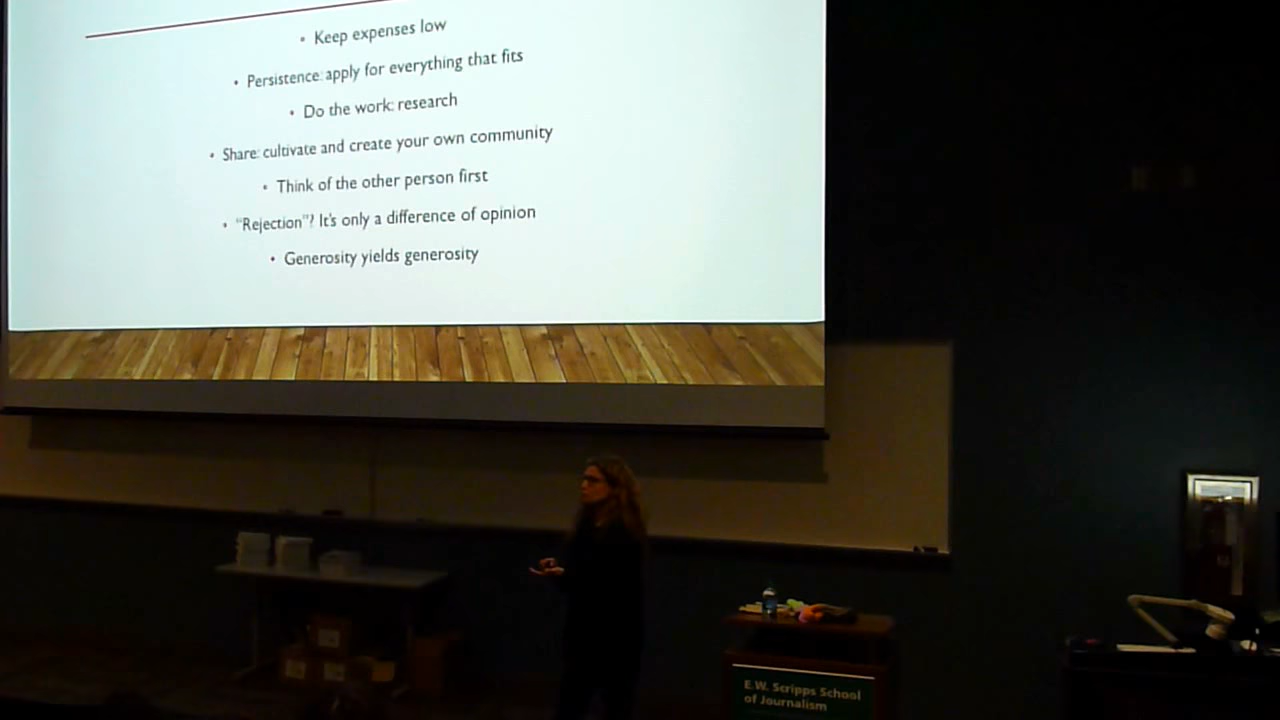 • Keep expenses low
• Persistence: apply for everything that fits
• Do the work: research
• Share: cultivate and create your own community
• Think of the other person first
• “Rejection”? It's only a difference of opinion
• Generosity yields generosity
E.W. Scripps School
of Journalism